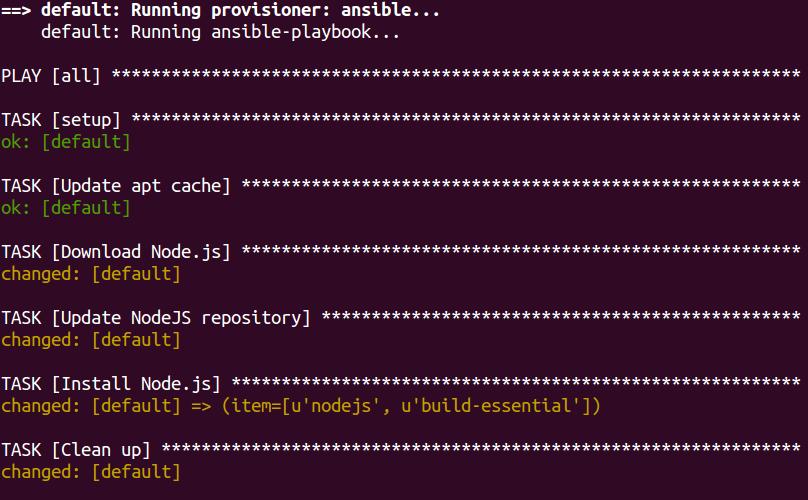 ==> default: Running provisioner: ansible...
default: Running ansible-playbook...
PLAY [all] *********************************************************************
TASK [setup] *******************************************************************
ok: [default]
TASK [Update apt cache] ********************************************************
ok: [default]
TASK [Download Node.js] ********************************************************
changed: [default]
TASK [Update NodeJS repository] ************************************************
changed: [default]
TASK [Install Node.js] *********************************************************
changed: [default] => (item=[u'nodejs', u'build-essential'])
TASK [Clean up] ****************************************************************
changed: [default]